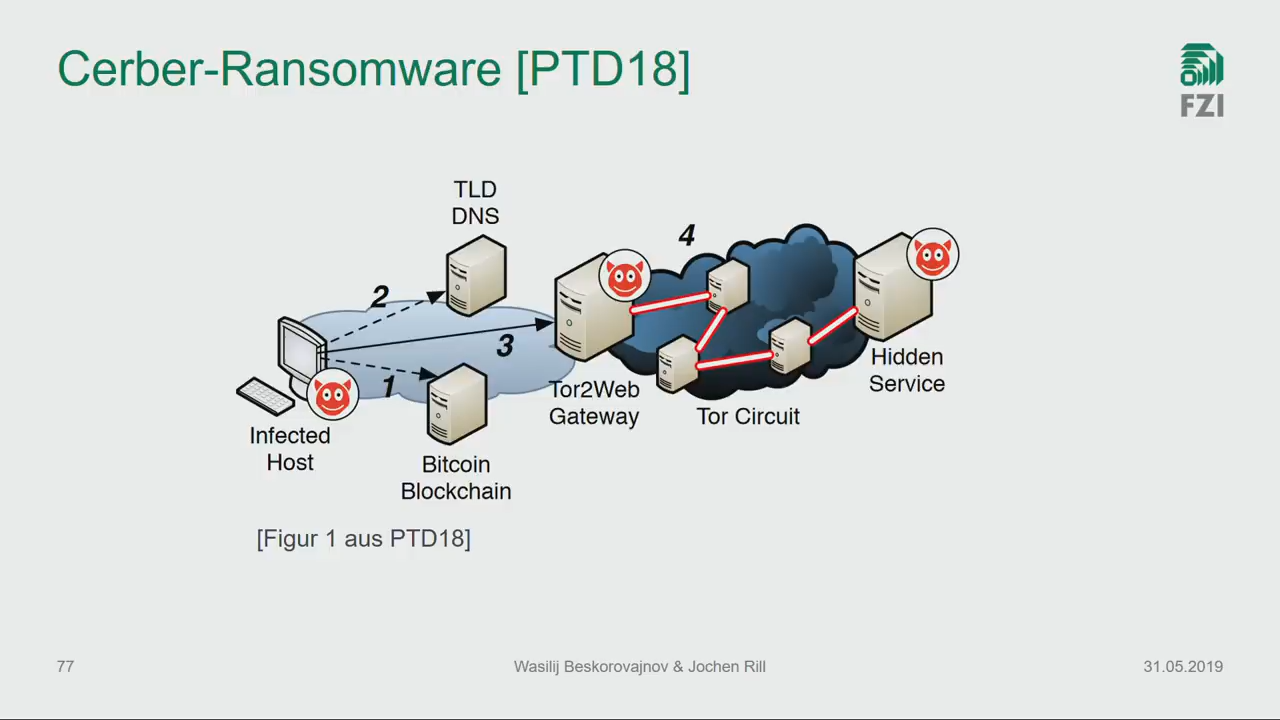 Cerber-Ransomware [PTD18]
FZI
TLD
DNS
4
2
3
1
Infected
Host
Bitcoin
Blockchain
Tor2Web
Gateway
Tor Circuit
Hidden
Service
[Figur 1 aus PTD18]
77
Wasilij Beskorovajnov & Jochen Rill
31.05.2019